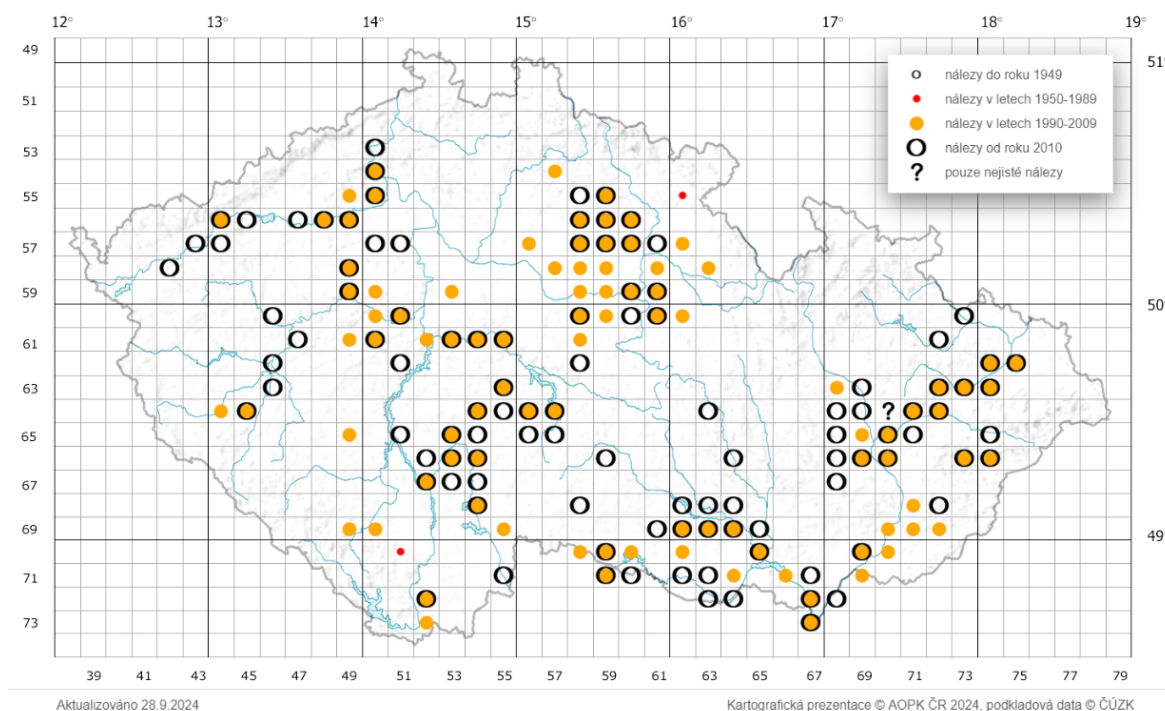 12° 13° 14° 15° 16° 17° 18° 19°
49
51°
nálezy do roku 1949
51
nálezy v letech 1950-1989
nálezy v letech 1990-2009
53
nálezy od roku 2010
? pouze nejisté nálezy
55
57
59
50°
61
63
?
65
67
69
49°
71
73
39 41 43 45 47 49 51 53 55 57 59 61 63 65 67 69 71 73 75 77 79
Aktualizováno 28.9.2024 Kartografická prezentace © AOPK ČR 2024, podkladová data © ČÚZK